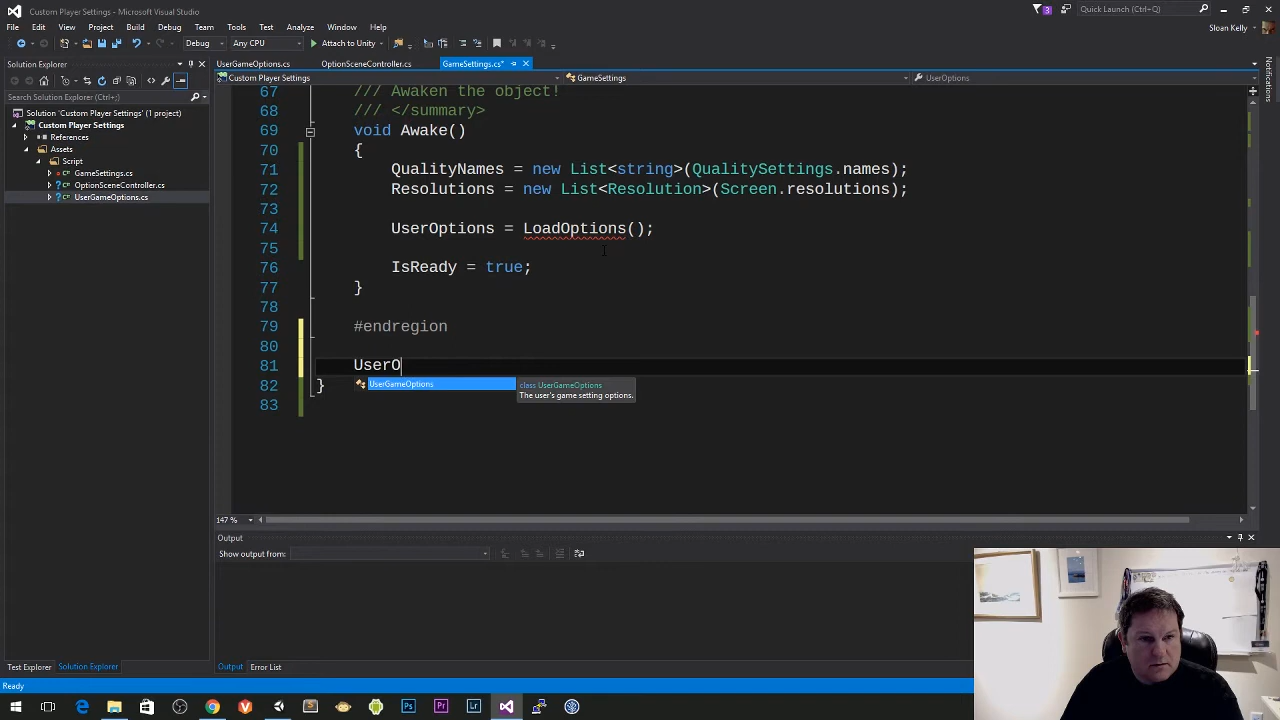 Custom Player Settings - Microsoft Visual Studio
3
Quick Launch (Ctrl+Q)
File Edit View Project Build Debug Team Tools Test Analyze Window Help
Sloan Kelly
Debug Any CPU Attach to Unity
Solution Explorer
UserGameOptions.cs OptionSceneController.cs GameSettings.cs*
Custom Player Settings GameSettings UserOptions
Search Solution Explorer (Ctrl+;)
Solution 'Custom Player Settings' (1 project)
Custom Player Settings
References
Assets
Script
GameSettings.cs
OptionSceneController.cs
UserGameOptions.cs
67 /// Awaken the object!
68 /// </summary>
69 void Awake()
70 {
71 QualityNames = new List<string>(QualitySettings.names);
72 Resolutions = new List<Resolution>(Screen.resolutions);
73
74 UserOptions = LoadOptions();
75
76 IsReady = true;
77 }
78
79 #endregion
80
81 UserO
UserGameOptions class UserGameOptions
The user's game setting options.
82 }
83
147 %
Output
Show output from:
Test Explorer Solution Explorer Output Error List
Ready
Notifications